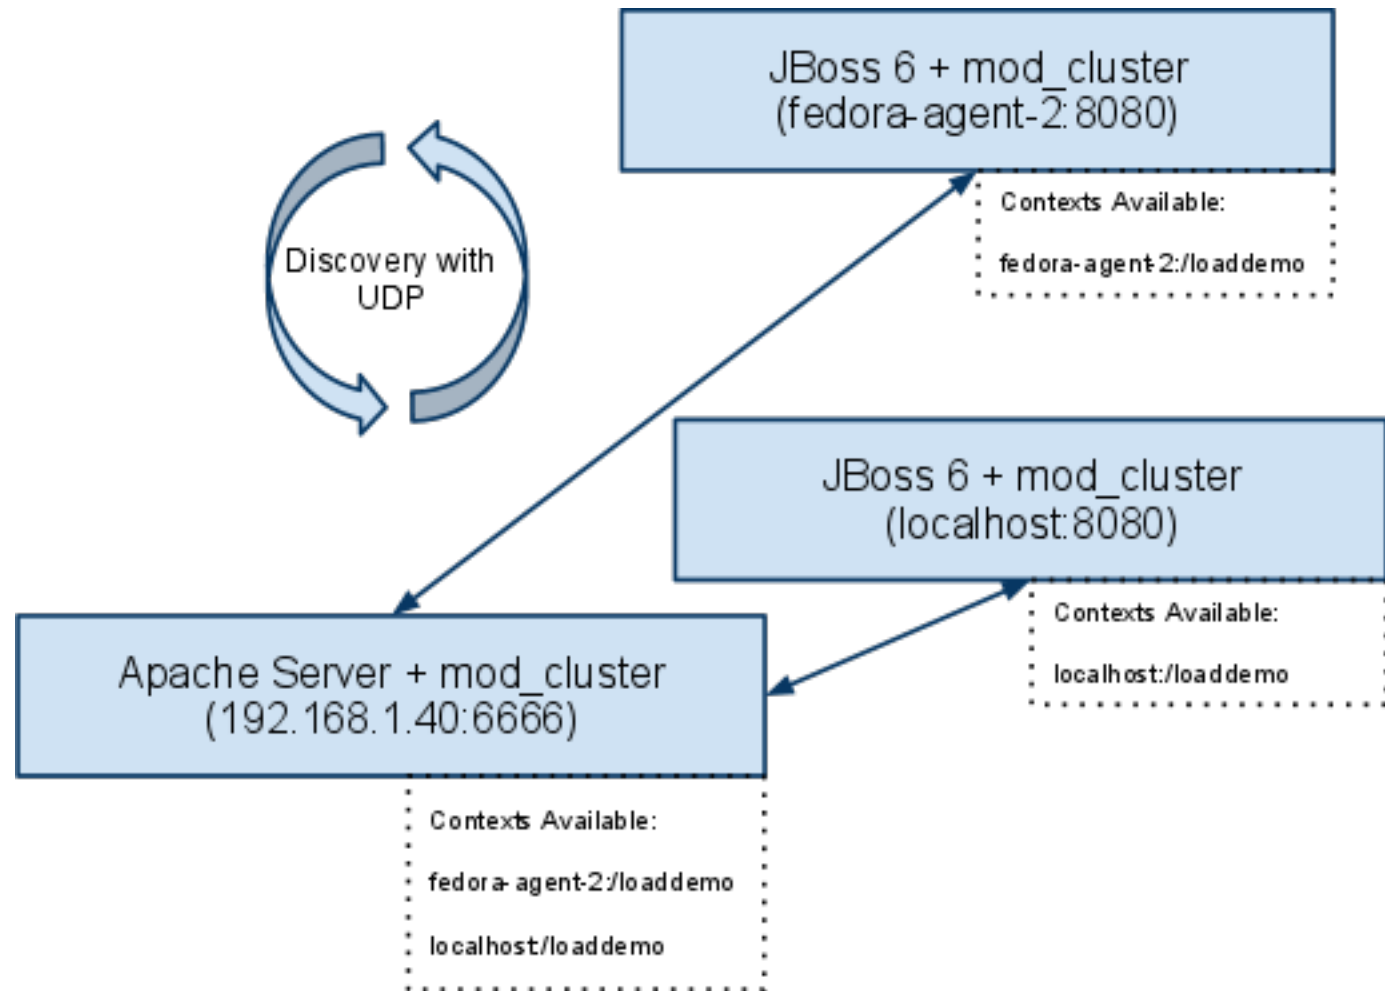 JBoss 6 + mod_cluster
(fedora-agent-2:8080)
Contexts Available:
fedora-agent-2:/loaddemo
Discovery with
UDP
JBoss 6 + mod_cluster
(localhost:8080)
Contexts Available:
localhost:/loaddemo
Apache Server + mod_cluster
(192.168.1.40:6666)
Contexts Available:
fedora-agent-2:/loaddemo
localhost:/loaddemo